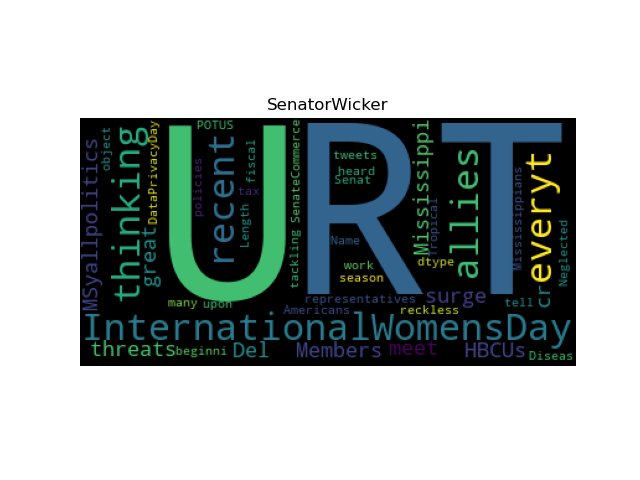 SenatorWicker
U
RT
MSyallpolitics
object
thinking
DataPrivacyDay
great
POTUS
policies
recent
tax
fiscal
Length
tackling
SenateCommerce
tweets
heard
Senat
Name
work
season
Mississippi
Tropical
dtype
allies
Mississippians
everyt
cr
Neglected
many
upon
representatives
Americans
surge
reckless
tell
InternationalWomensDay
threats
beginni
Del
Members
meet
HBCUs
Diseas